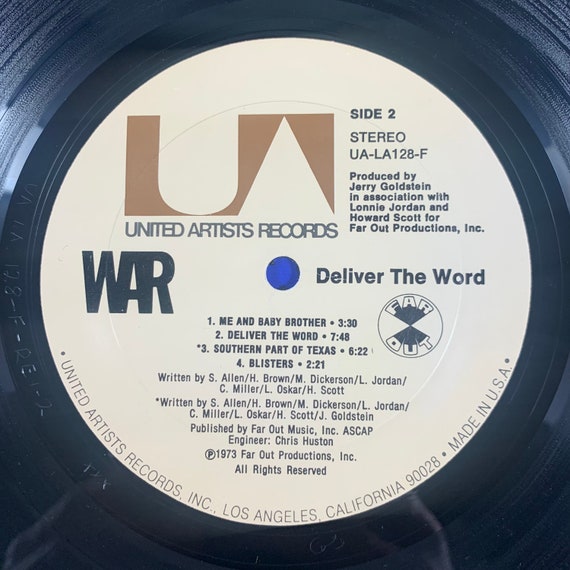 SIDE 2
STEREO
UA-LA128-F
Produced by
Jerry Goldstein
in association with
Lonnie Jordan and
Howard Scott for
Far Out Productions, Inc.
UA
UNITED ARTISTS RECORDS
WAR
Deliver The Word
FAR
OUT
1. ME AND BABY BROTHER • 3:30
2. DELIVER THE WORD • 7:48
*3. SOUTHERN PART OF TEXAS • 6:22
4. BLISTERS • 2:21
Written by S. Allen/H. Brown/M. Dickerson/L. Jordan/
C. Miller/L. Oskar/H. Scott
*Written by S. Allen/H. Brown/M. Dickerson/L. Jordan/
C. Miller/L. Oskar/H. Scott/J. Goldstein
Published by Far Out Music, Inc. ASCAP
Engineer: Chris Huston
℗1973 Far Out Productions, Inc.
All Rights Reserved
• UNITED ARTISTS RECORDS, INC., LOS ANGELES, CALIFORNIA 90028 • MADE IN U.S.A. •